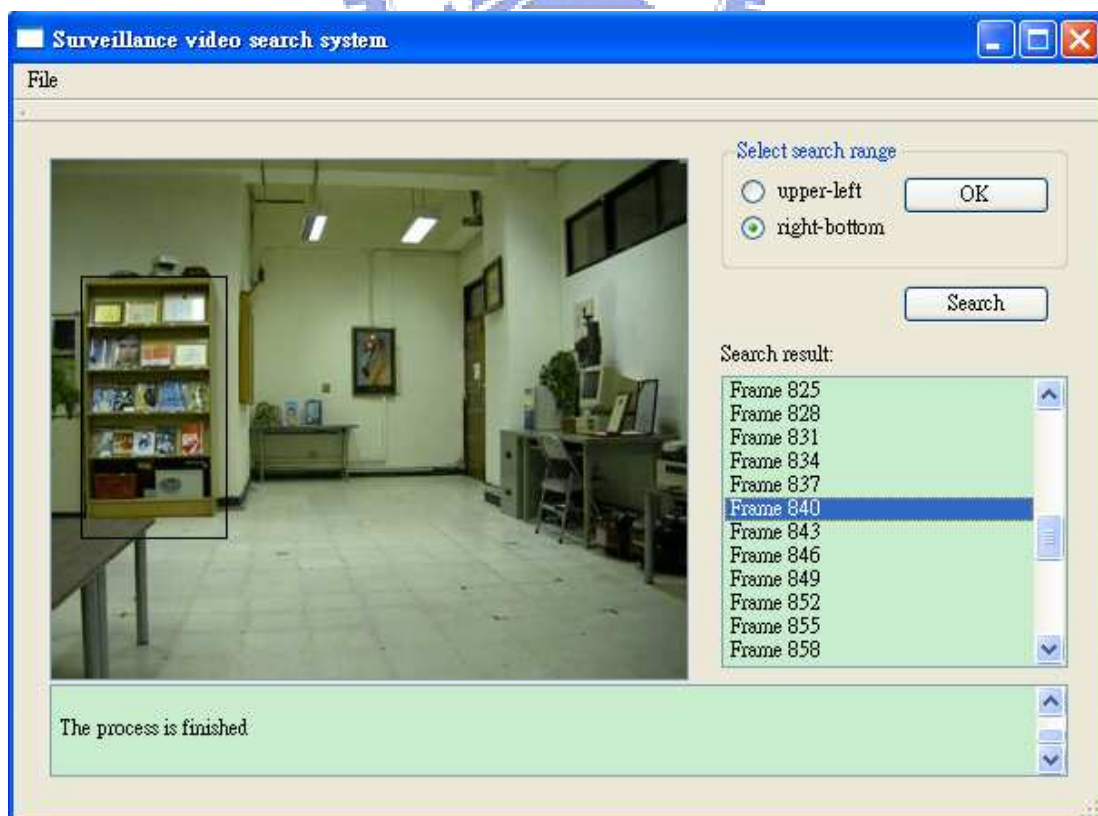 Surveillance video search system
File
Select search range
upper-left
OK
right-bottom
Search
Search result:
Frame 825
Frame 828
Frame 831
Frame 834
Frame 837
Frame 840
Frame 843
Frame 846
Frame 849
Frame 852
Frame 855
Frame 858
The process is finished